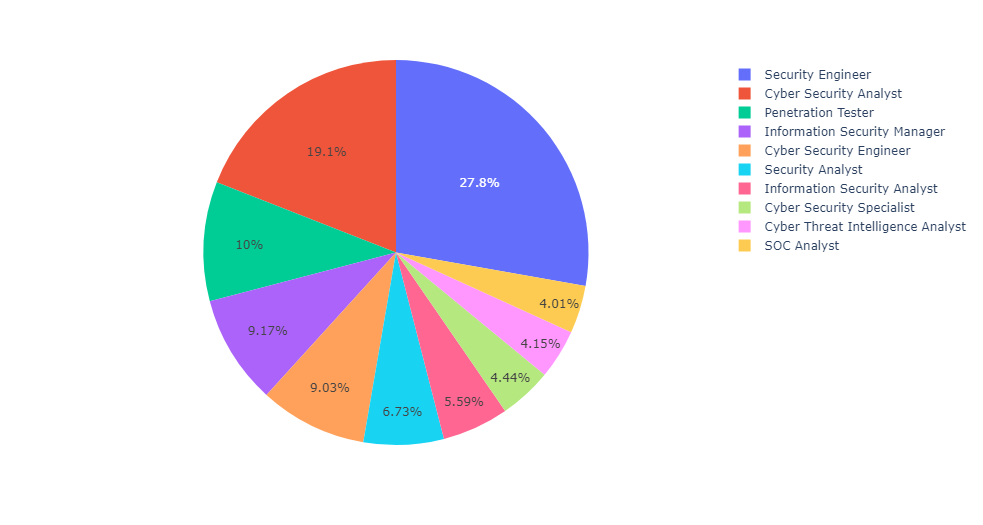 27.8%
19.1%
10%
9.17%
9.03%
6.73%
5.59%
4.44%
4.15%
4.01%
Security Engineer
Cyber Security Analyst
Penetration Tester
Information Security Manager
Cyber Security Engineer
Security Analyst
Information Security Analyst
Cyber Security Specialist
Cyber Threat Intelligence Analyst
SOC Analyst